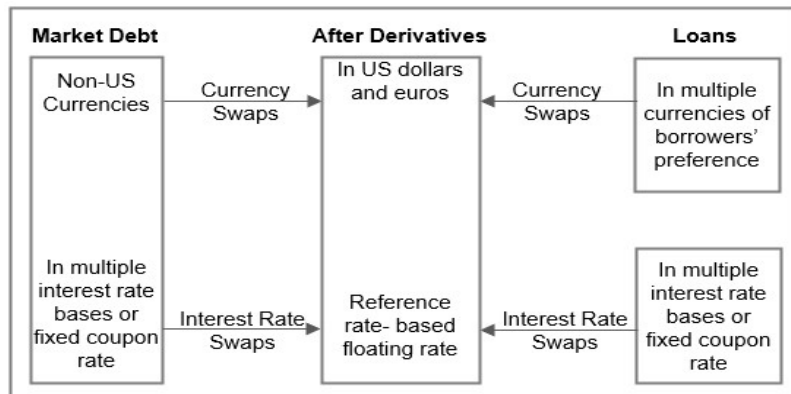 Market Debt
After Derivatives
Loans
Non-US
Currencies
Currency
Swaps
In US dollars
and euros
Currency
Swaps
In multiple
currencies of
borrowers’
preference
In multiple
interest rate
bases or
fixed coupon
rate
Interest Rate
Swaps
Reference
rate- based
floating rate
Interest Rate
Swaps
In multiple
interest rate
bases or
fixed coupon
rate